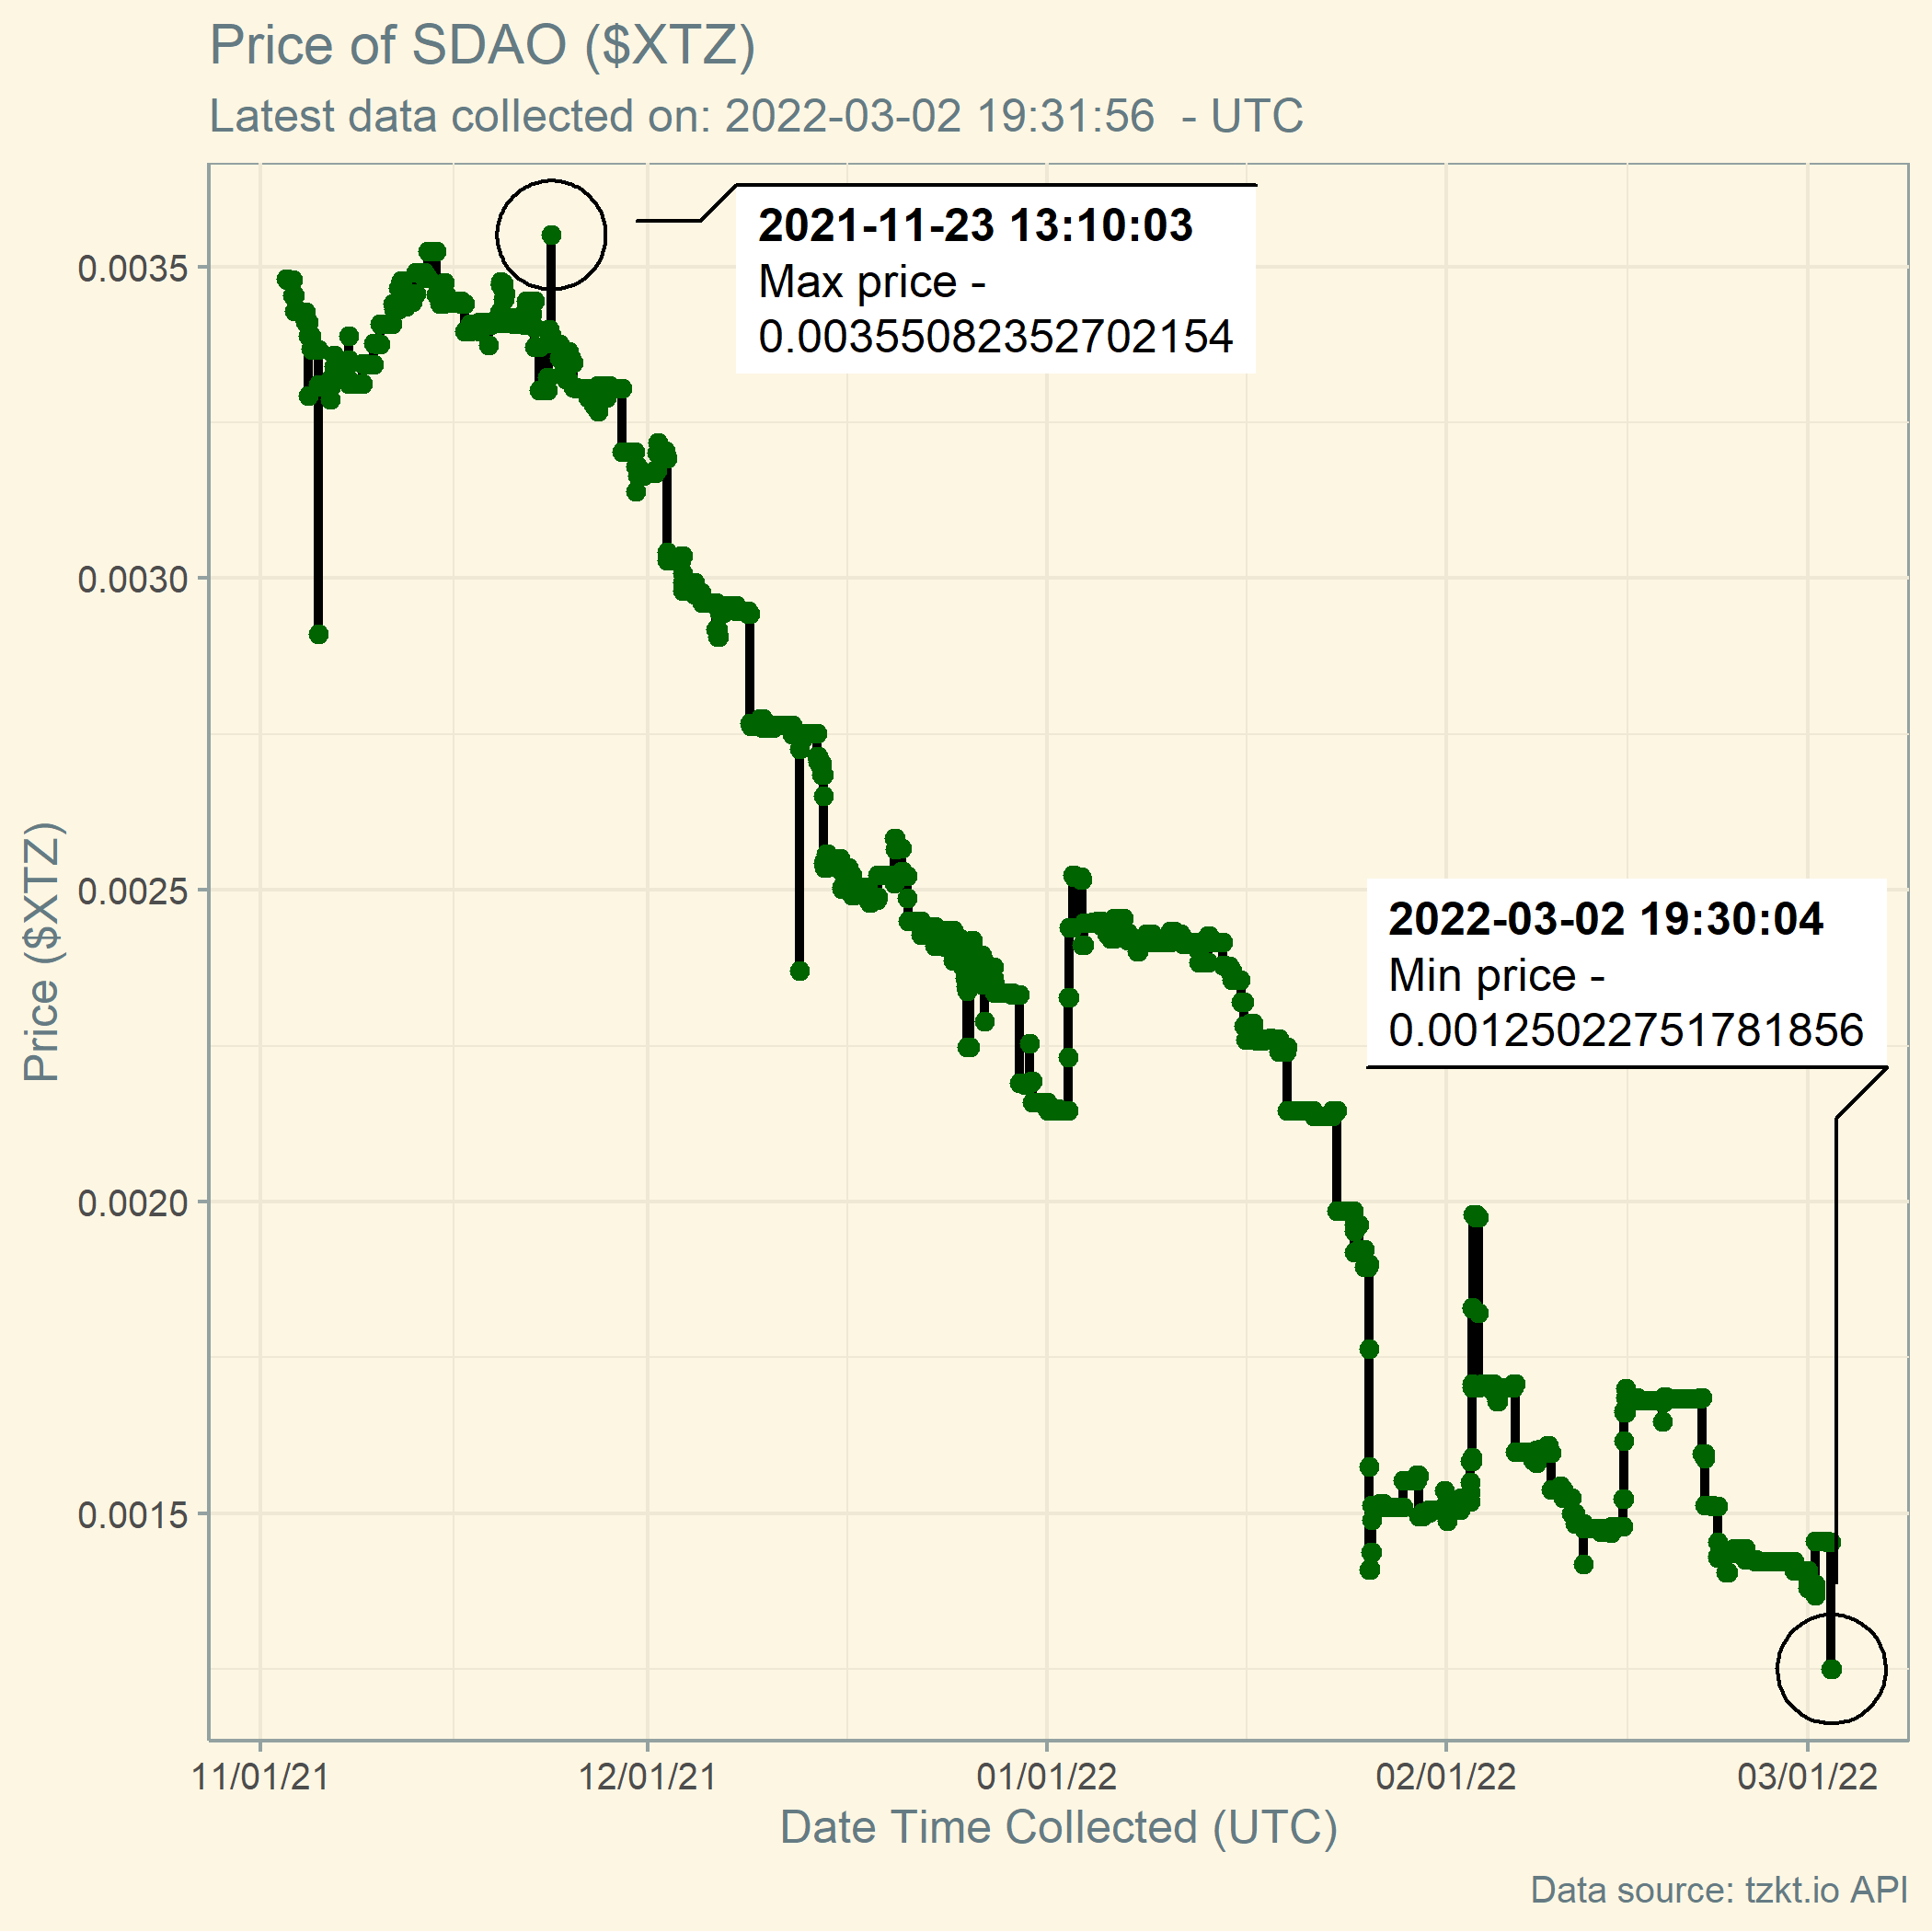 Price of SDAO ($XTZ)
Latest data collected on: 2022-03-02 19:31:56  - UTC
2021-11-23 13:10:03
Max price -
0.00355082352702154
0.0035
0.0030
0.0025
0.0020
0.0015
Price ($XTZ)
2022-03-02 19:30:04
Min price -
0.00125022751781856
11/01/21
12/01/21
01/01/22
02/01/22
03/01/22
Date Time Collected (UTC)
Data source: tzkt.io API